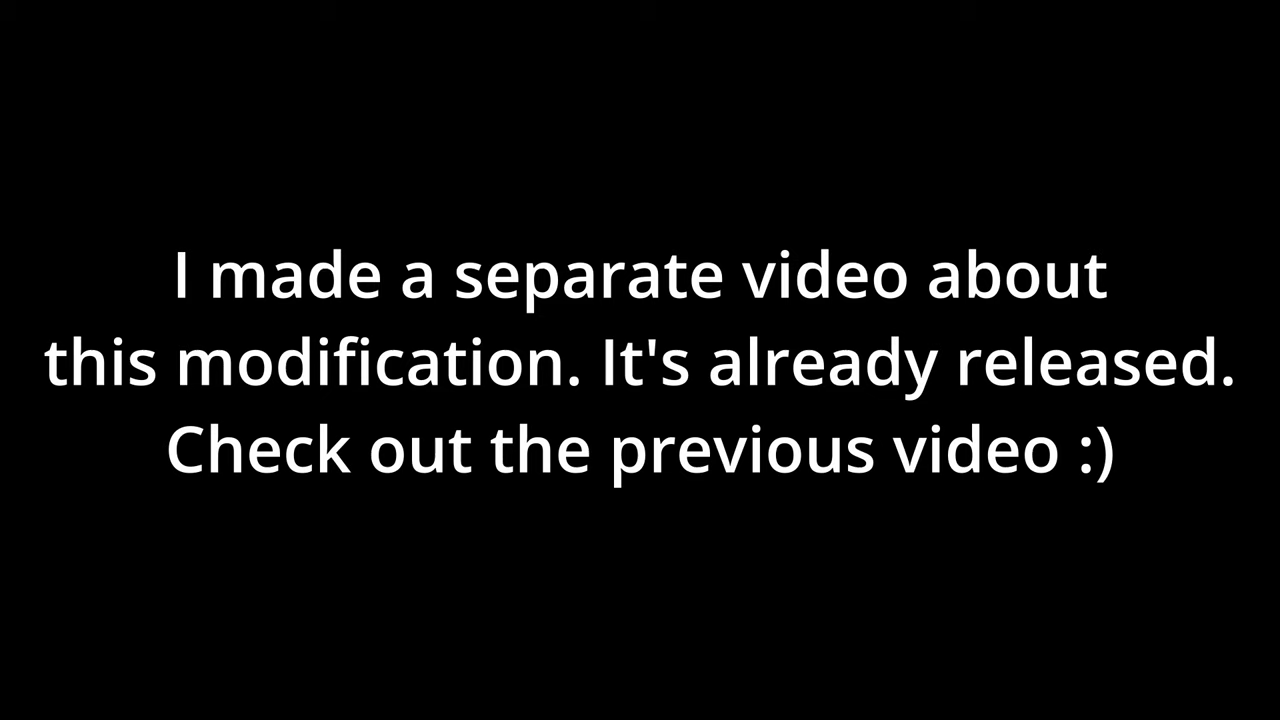 I made a separate video about
this modification. It's already released.
Check out the previous video :)